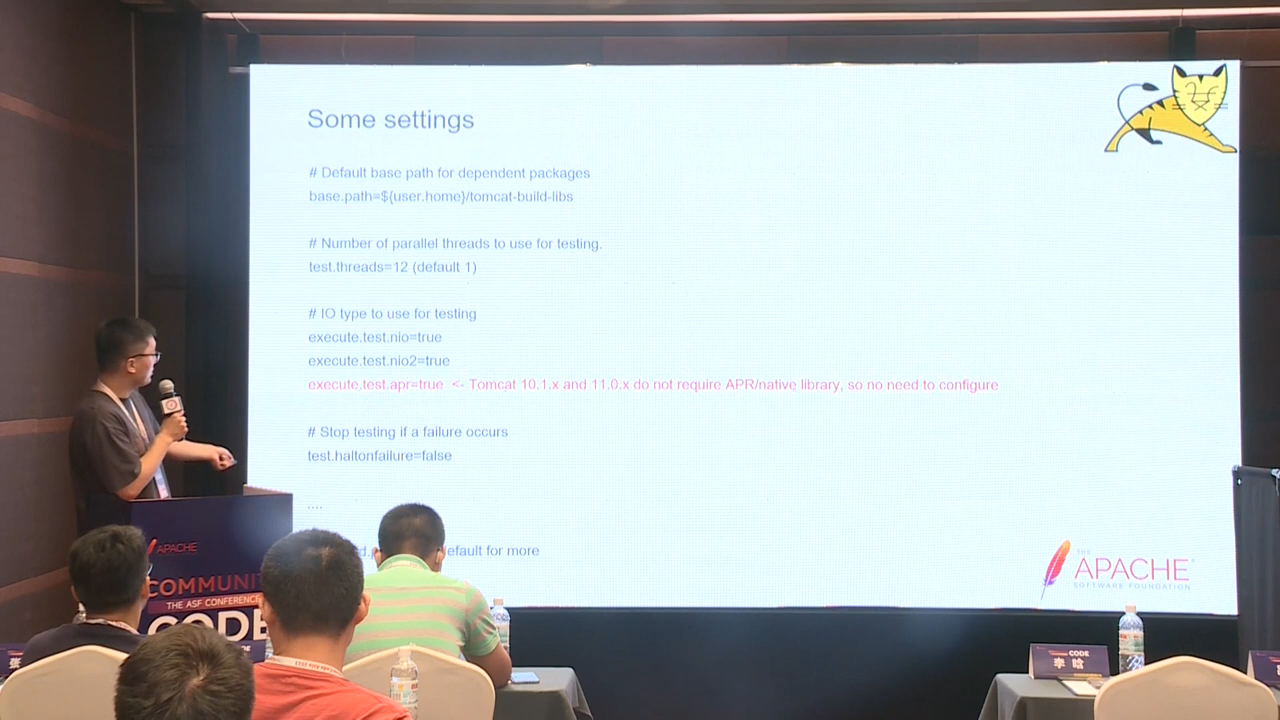 Some settings
# Default base path for dependent packages
base.path=${user.home}/tomcat-build-libs
# Number of parallel threads to use for testing.
test.threads=12 (default 1)
# IO type to use for testing
execute.test.nio=true
execute.test.nio2=true
execute.test.apr=true <- Tomcat 10.1.x and 11.0.x do not require APR/native library, so no need to configure
# Stop testing if a failure occurs
test.haltonfailure=false
....
for more
THE
APACHE
SOFTWARE FOUNDATION
APACHE
THE ASF CONFERENCE
CODE
李 晗
张